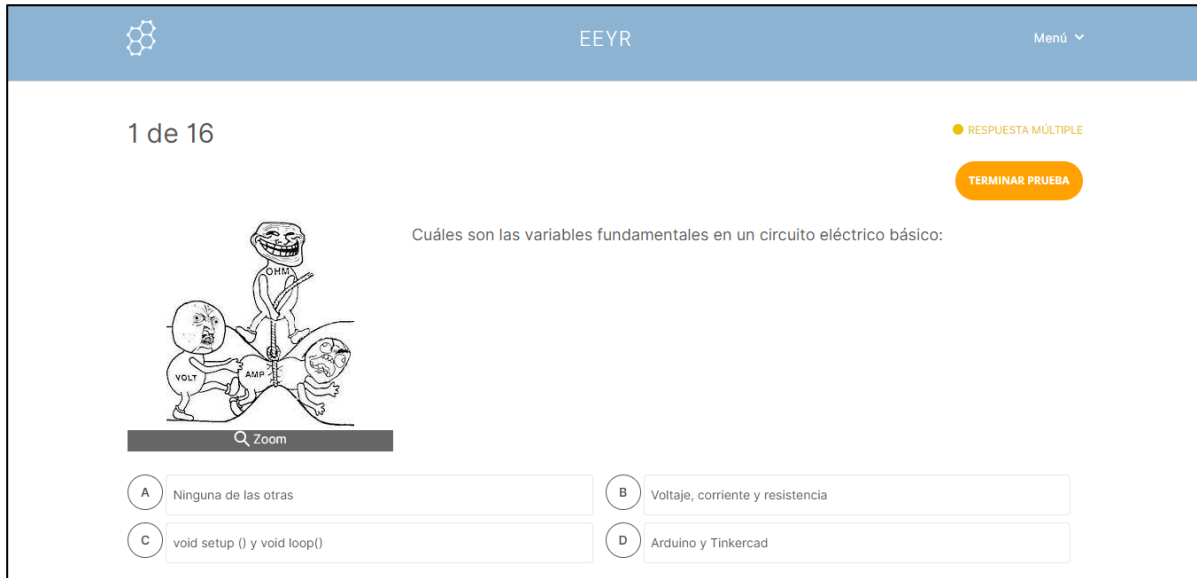 EEYR
Menú
1 de 16
RESPUESTA MÚLTIPLE
TERMINAR PRUEBA
Cuáles son las variables fundamentales en un circuito eléctrico básico:
OHM
VOLT
AMP
Zoom
A
Ninguna de las otras
B
Voltaje, corriente y resistencia
C
void setup () y void loop()
D
Arduino y Tinkercad